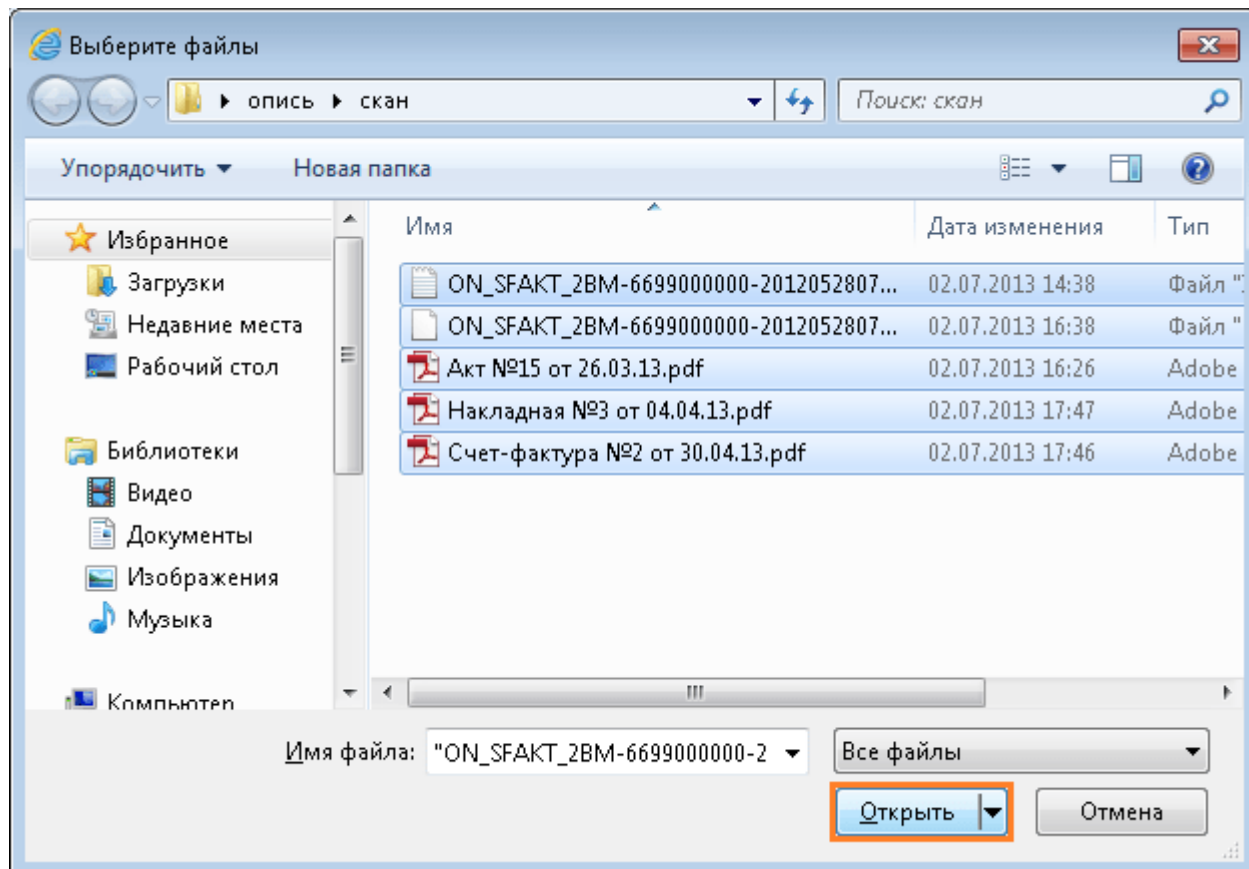 Выберите файлы
опись скан
Поиск: скан
Упорядочить Новая папка
Имя Дата изменения Тип
Избранное
Загрузки
Недавние места
Рабочий стол
Библиотеки
Видео
Документы
Изображения
Музыка
Компьютер
ON_SFAKT_2BM-6699000000-2012052807... 02.07.2013 14:38 Файл "
ON_SFAKT_2BM-6699000000-2012052807... 02.07.2013 16:38 Файл "
Акт №15 от 26.03.13.pdf 02.07.2013 16:26 Adobe
Накладная №3 от 04.04.13.pdf 02.07.2013 17:47 Adobe
Счет-фактура №2 от 30.04.13.pdf 02.07.2013 17:46 Adobe
Имя файла: "ON_SFAKT_2BM-6699000000-2 Все файлы
Открыть Отмена